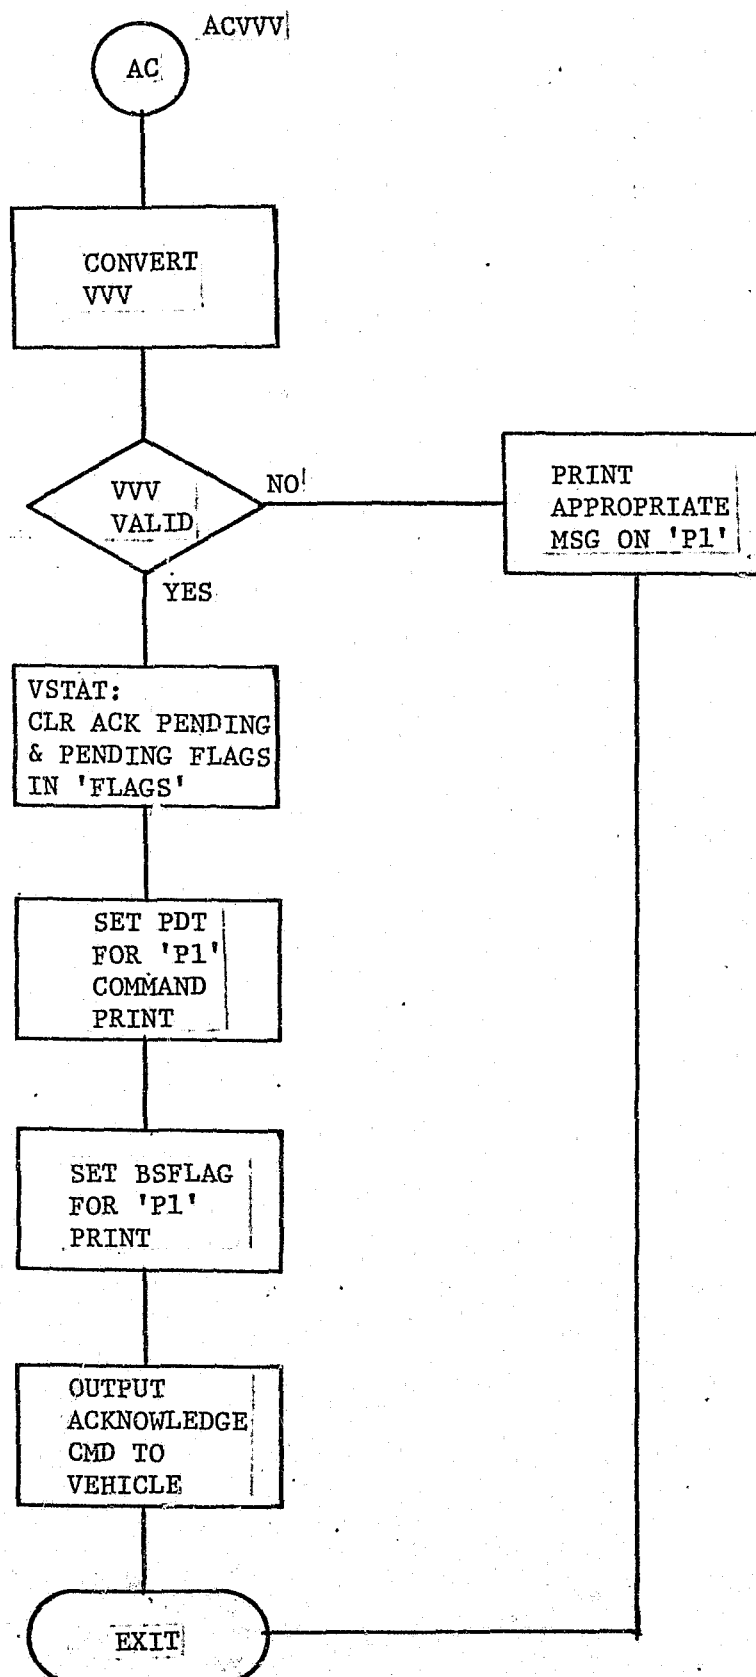 ACVVV
AC
CONVERT
VVV
VVV
VALID
NO
YES
PRINT
APPROPRIATE
MSG ON 'P1'
VSTAT:
CLR ACK PENDING
& PENDING FLAGS
IN 'FLAGS'
SET PDT
FOR 'P1'
COMMAND
PRINT
SET BSFLAG
FOR 'P1'
PRINT
OUTPUT
ACKNOWLEDGE
CMD TO
VEHICLE
EXIT